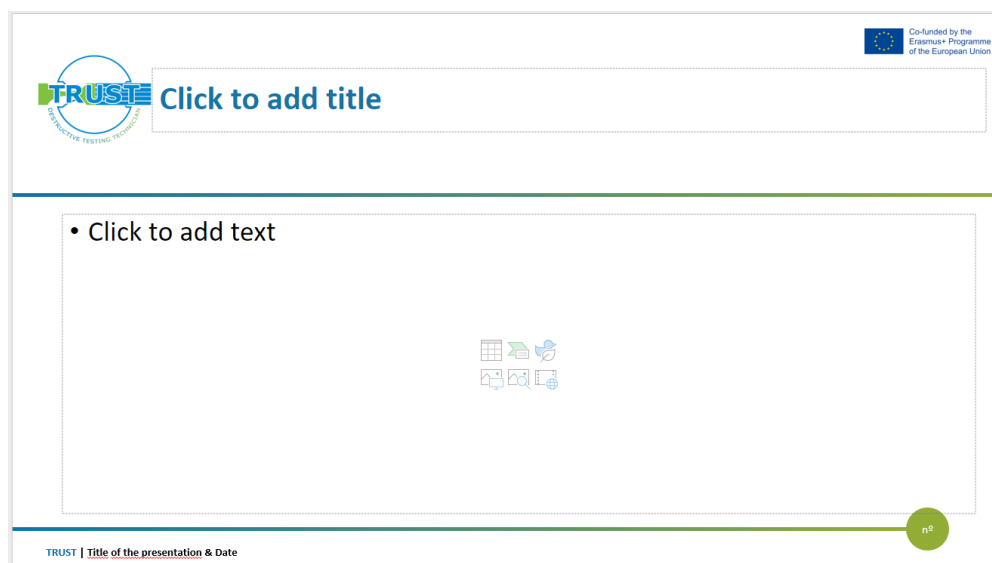 Co-funded by the
Erasmus+ Programme
of the European Union
TRUST
DESTRUCTIVE TESTING TECHNICIAN
Click to add title
• Click to add text
nº
TRUST | Title of the presentation & Date